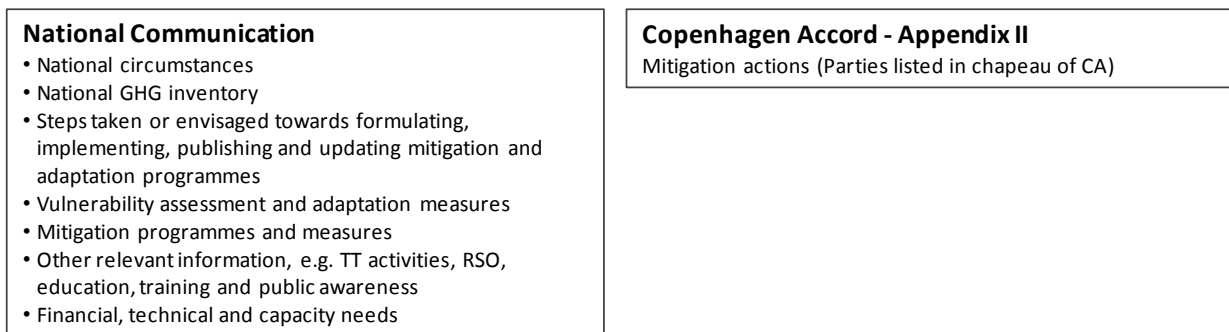 National Communication
• National circumstances
• National GHG inventory
• Steps taken or envisaged towards formulating,
implementing, publishing and updating mitigation and
adaptation programmes
• Vulnerability assessment and adaptation measures
• Mitigation programmes and measures
• Other relevant information, e.g. TT activities, RSO,
education, training and public awareness
• Financial, technical and capacity needs
Copenhagen Accord - Appendix II
Mitigation actions (Parties listed in chapeau of CA)